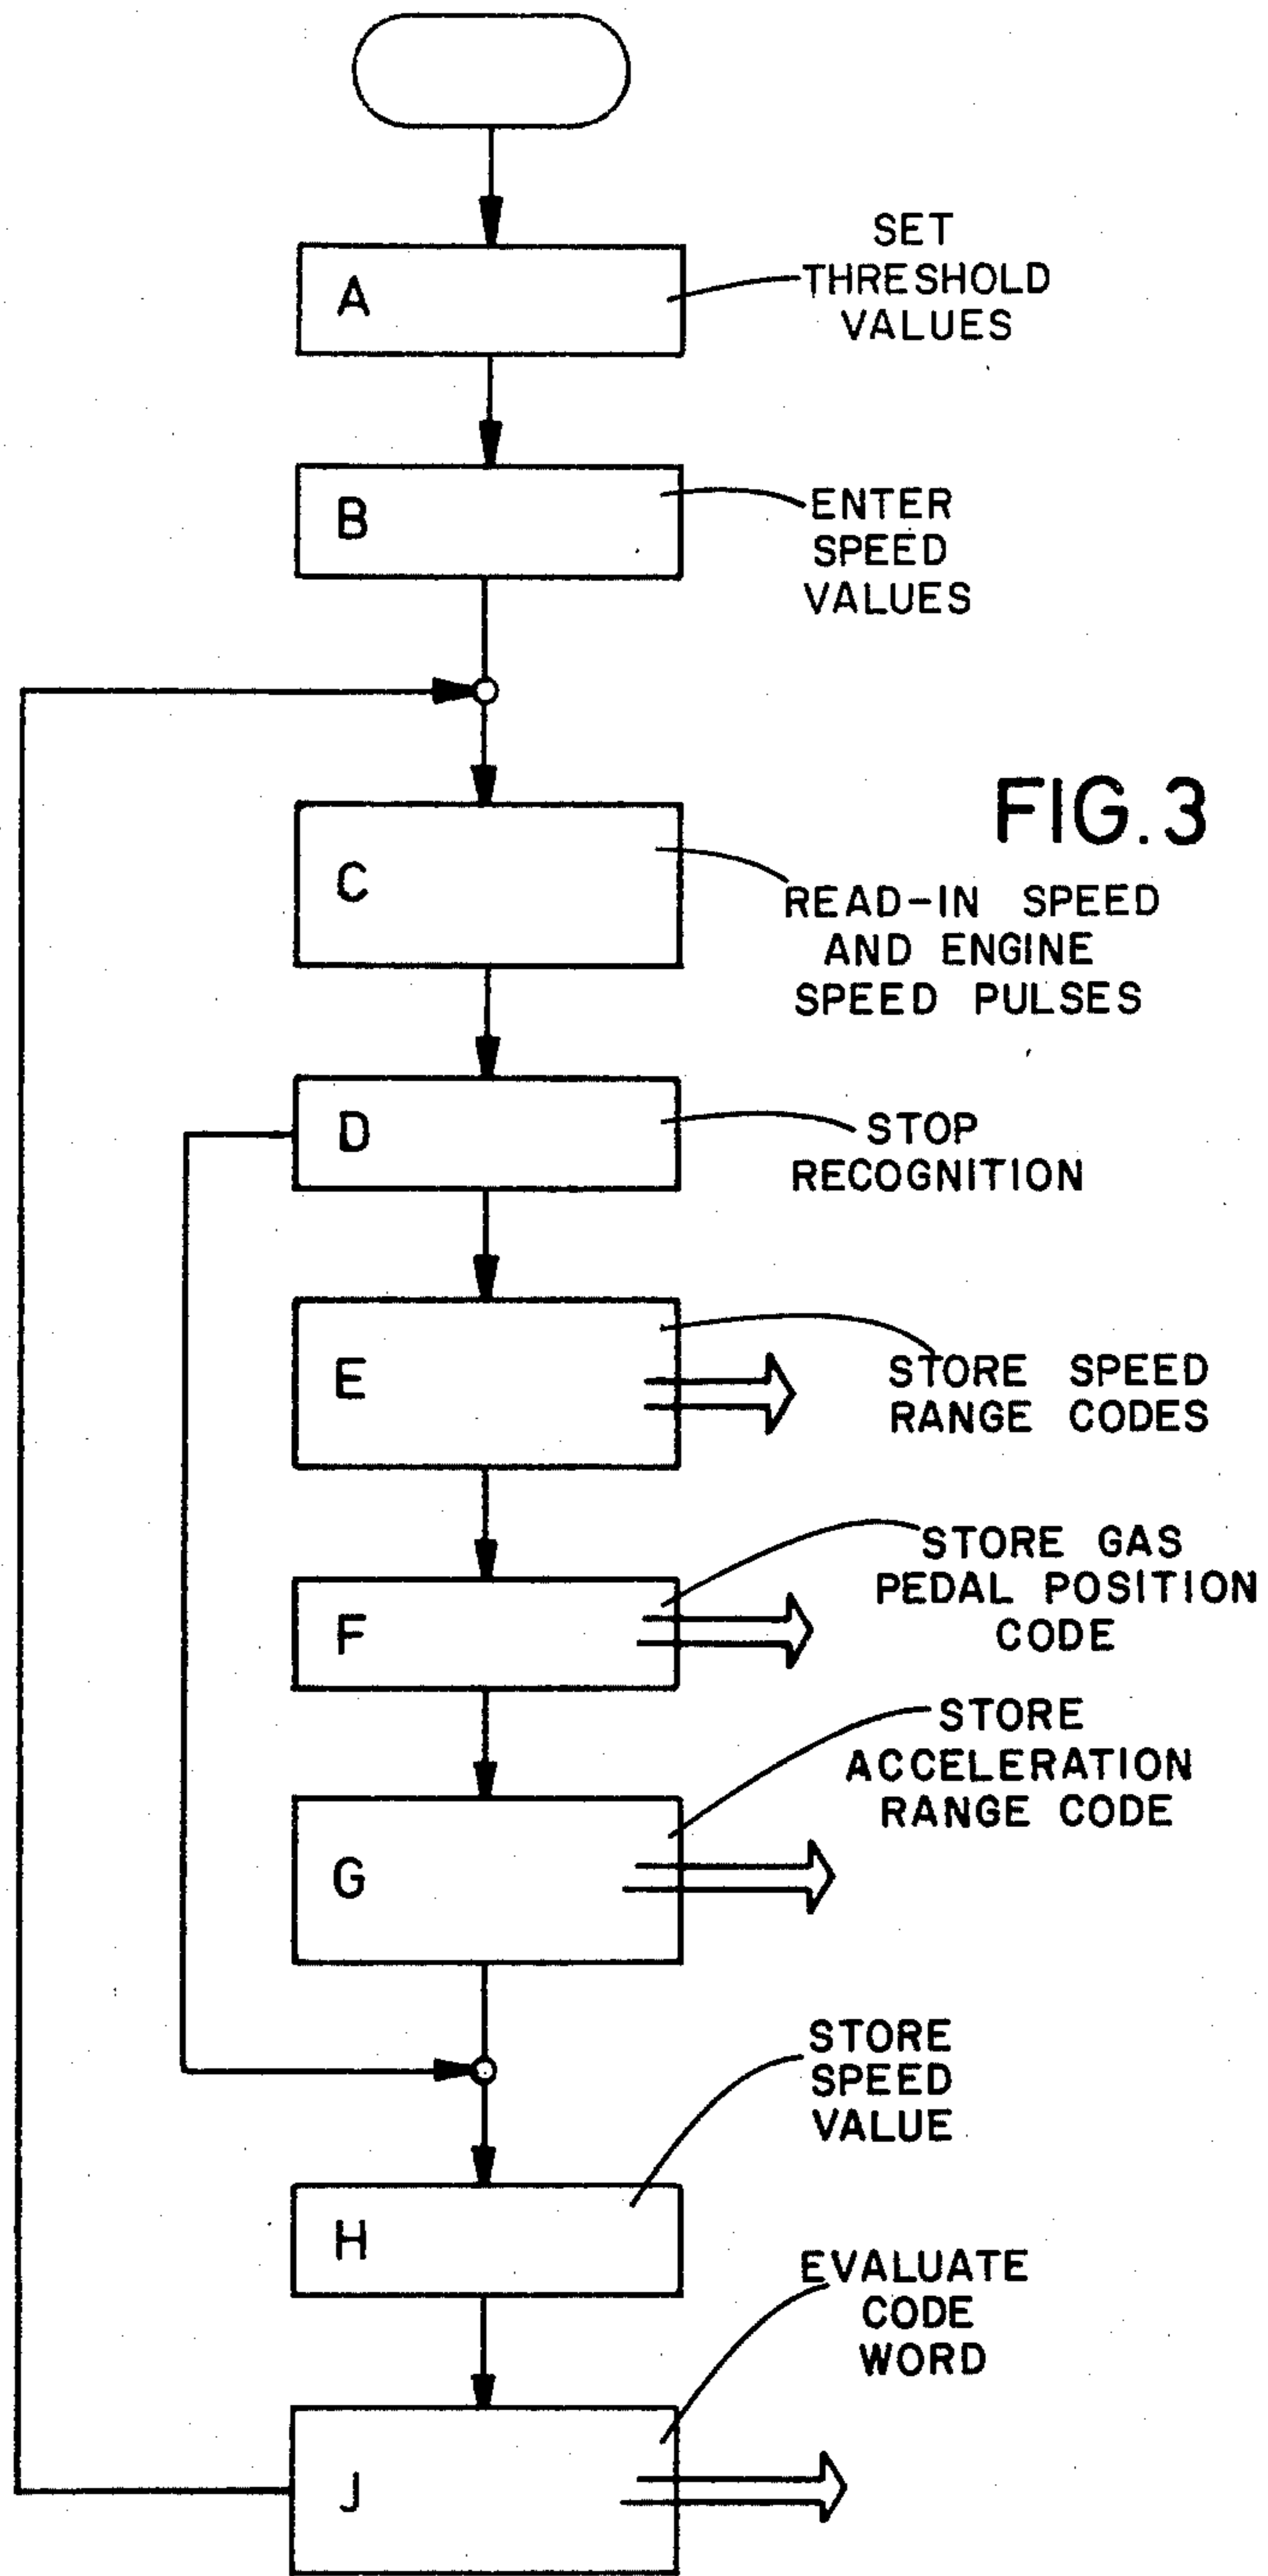 SET
THRESHOLD
VALUES
A
B
ENTER
SPEED
VALUES
FIG. 3
C
READ-IN SPEED
AND ENGINE
SPEED PULSES
D
STOP
RECOGNITION
E
STORE SPEED
RANGE CODES
STORE GAS
PEDAL POSITION
CODE
F
STORE
ACCELERATION
RANGE CODE
G
STORE
SPEED
VALUE
H
EVALUATE
CODE
WORD
J